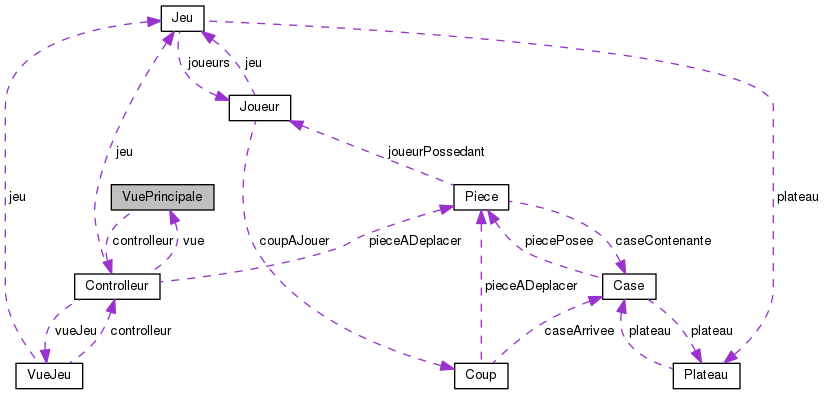 Jeu
joueurs
jeu
Joueur
jeu
joueurPossedant
VuePrincipale
Piece
jeu
plateau
controlleur
vue
coupAJouer
pieceADeplacer
piecePosee
caseContenante
Controlleur
pieceADeplacer
Case
vueJeu
controlleur
caseArrivee
plateau
plateau
VueJeu
Coup
Plateau